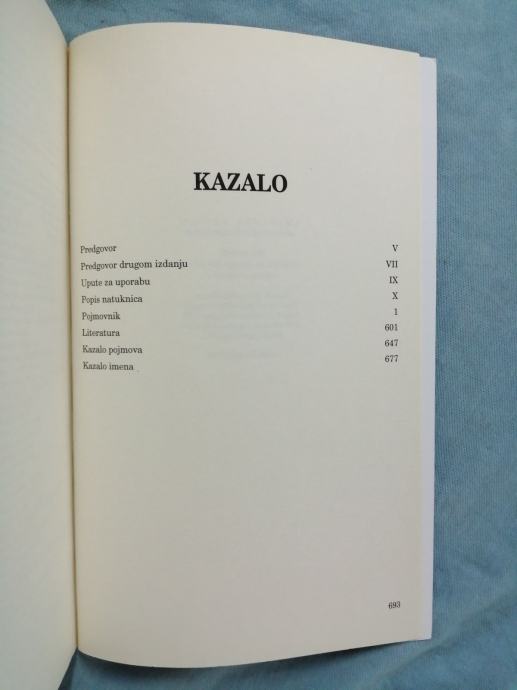 KAZALO
Predgovor V
Predgovor drugom izdanju VII
Upute za uporabu IX
Popis natuknica X
Pojmovnik 1
Literatura 601
Kazalo pojmova 647
Kazalo imena 677
693